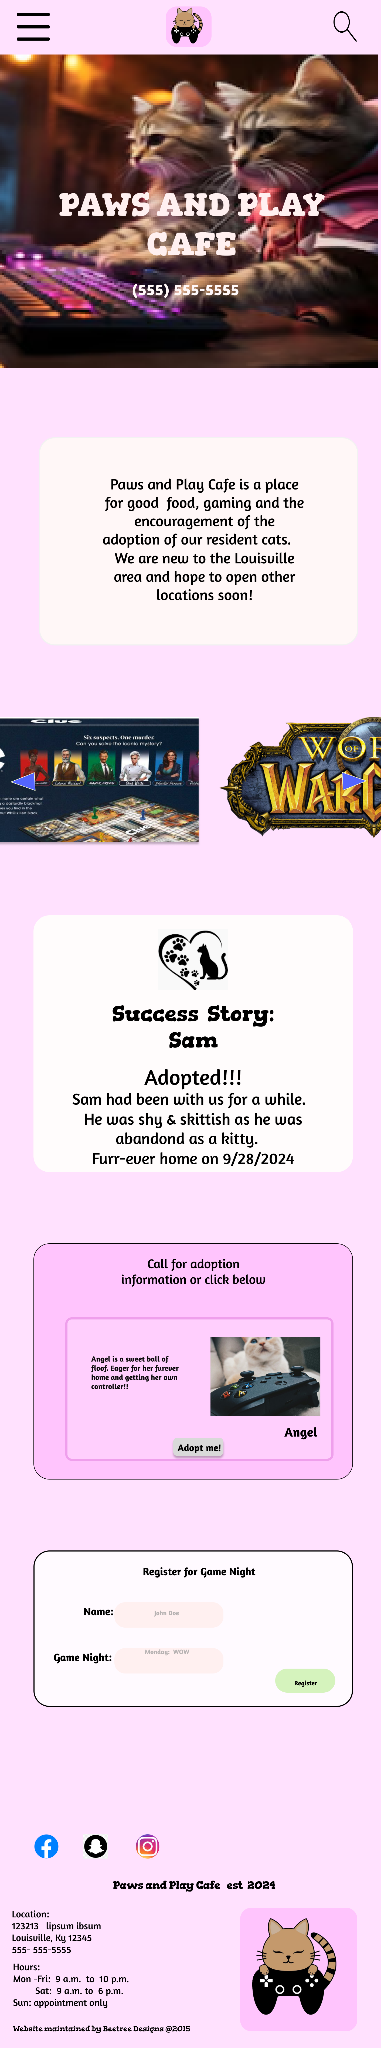 PAWS AND PLAY
CAFE
(555) 555-5555
Paws and Play Cafe is a place
for good food, gaming and the
encouragement of the
adoption of our resident cats.
We are new to the Louisville
area and hope to open other
locations soon!
Clue
Six suspects. One murder.
Can you solve the iconic mystery?
WO
OF
WARC
Success Story:
Sam
Adopted!!!
Sam had been with us for a while.
He was shy & skittish as he was
abandond as a kitty.
Furr-ever home on 9/28/2024
Call for adoption
information or click below
Angel is a sweet ball of
floof. Eager for her furever
home and getting her own
controller!!
Angel
Adopt me!
Register for Game Night
Name:
John Doe
Game Night:
Monday: WOW
Register
Paws and Play Cafe est 2024
Location:
123213 lipsum ibsum
Louisville, Ky 12345
555- 555-5555
Hours:
Mon -Fri: 9 a.m. to 10 p.m.
Sat: 9 a.m. to 6 p.m.
Sun: appointment only
Website maintained by Beetree Designs @2015